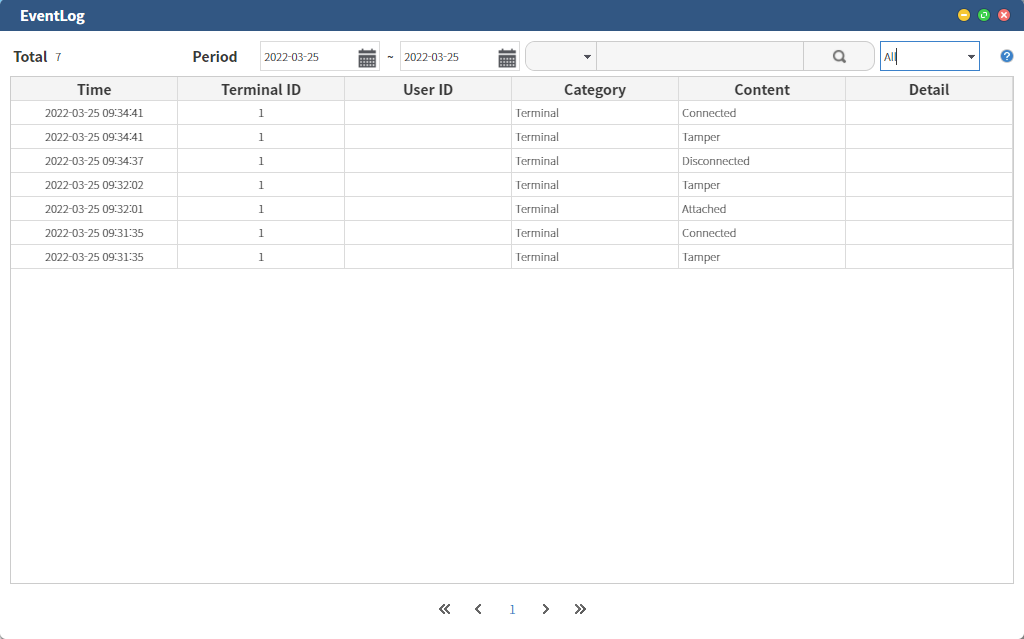 EventLog
Total 7 Period 2022-03-25 ~ 2022-03-25 All
Time Terminal ID User ID Category Content Detail
2022-03-25 09:34:41 1 Terminal Connected
2022-03-25 09:34:41 1 Terminal Tamper
2022-03-25 09:34:37 1 Terminal Disconnected
2022-03-25 09:32:02 1 Terminal Tamper
2022-03-25 09:32:01 1 Terminal Attached
2022-03-25 09:31:35 1 Terminal Connected
2022-03-25 09:31:35 1 Terminal Tamper
1